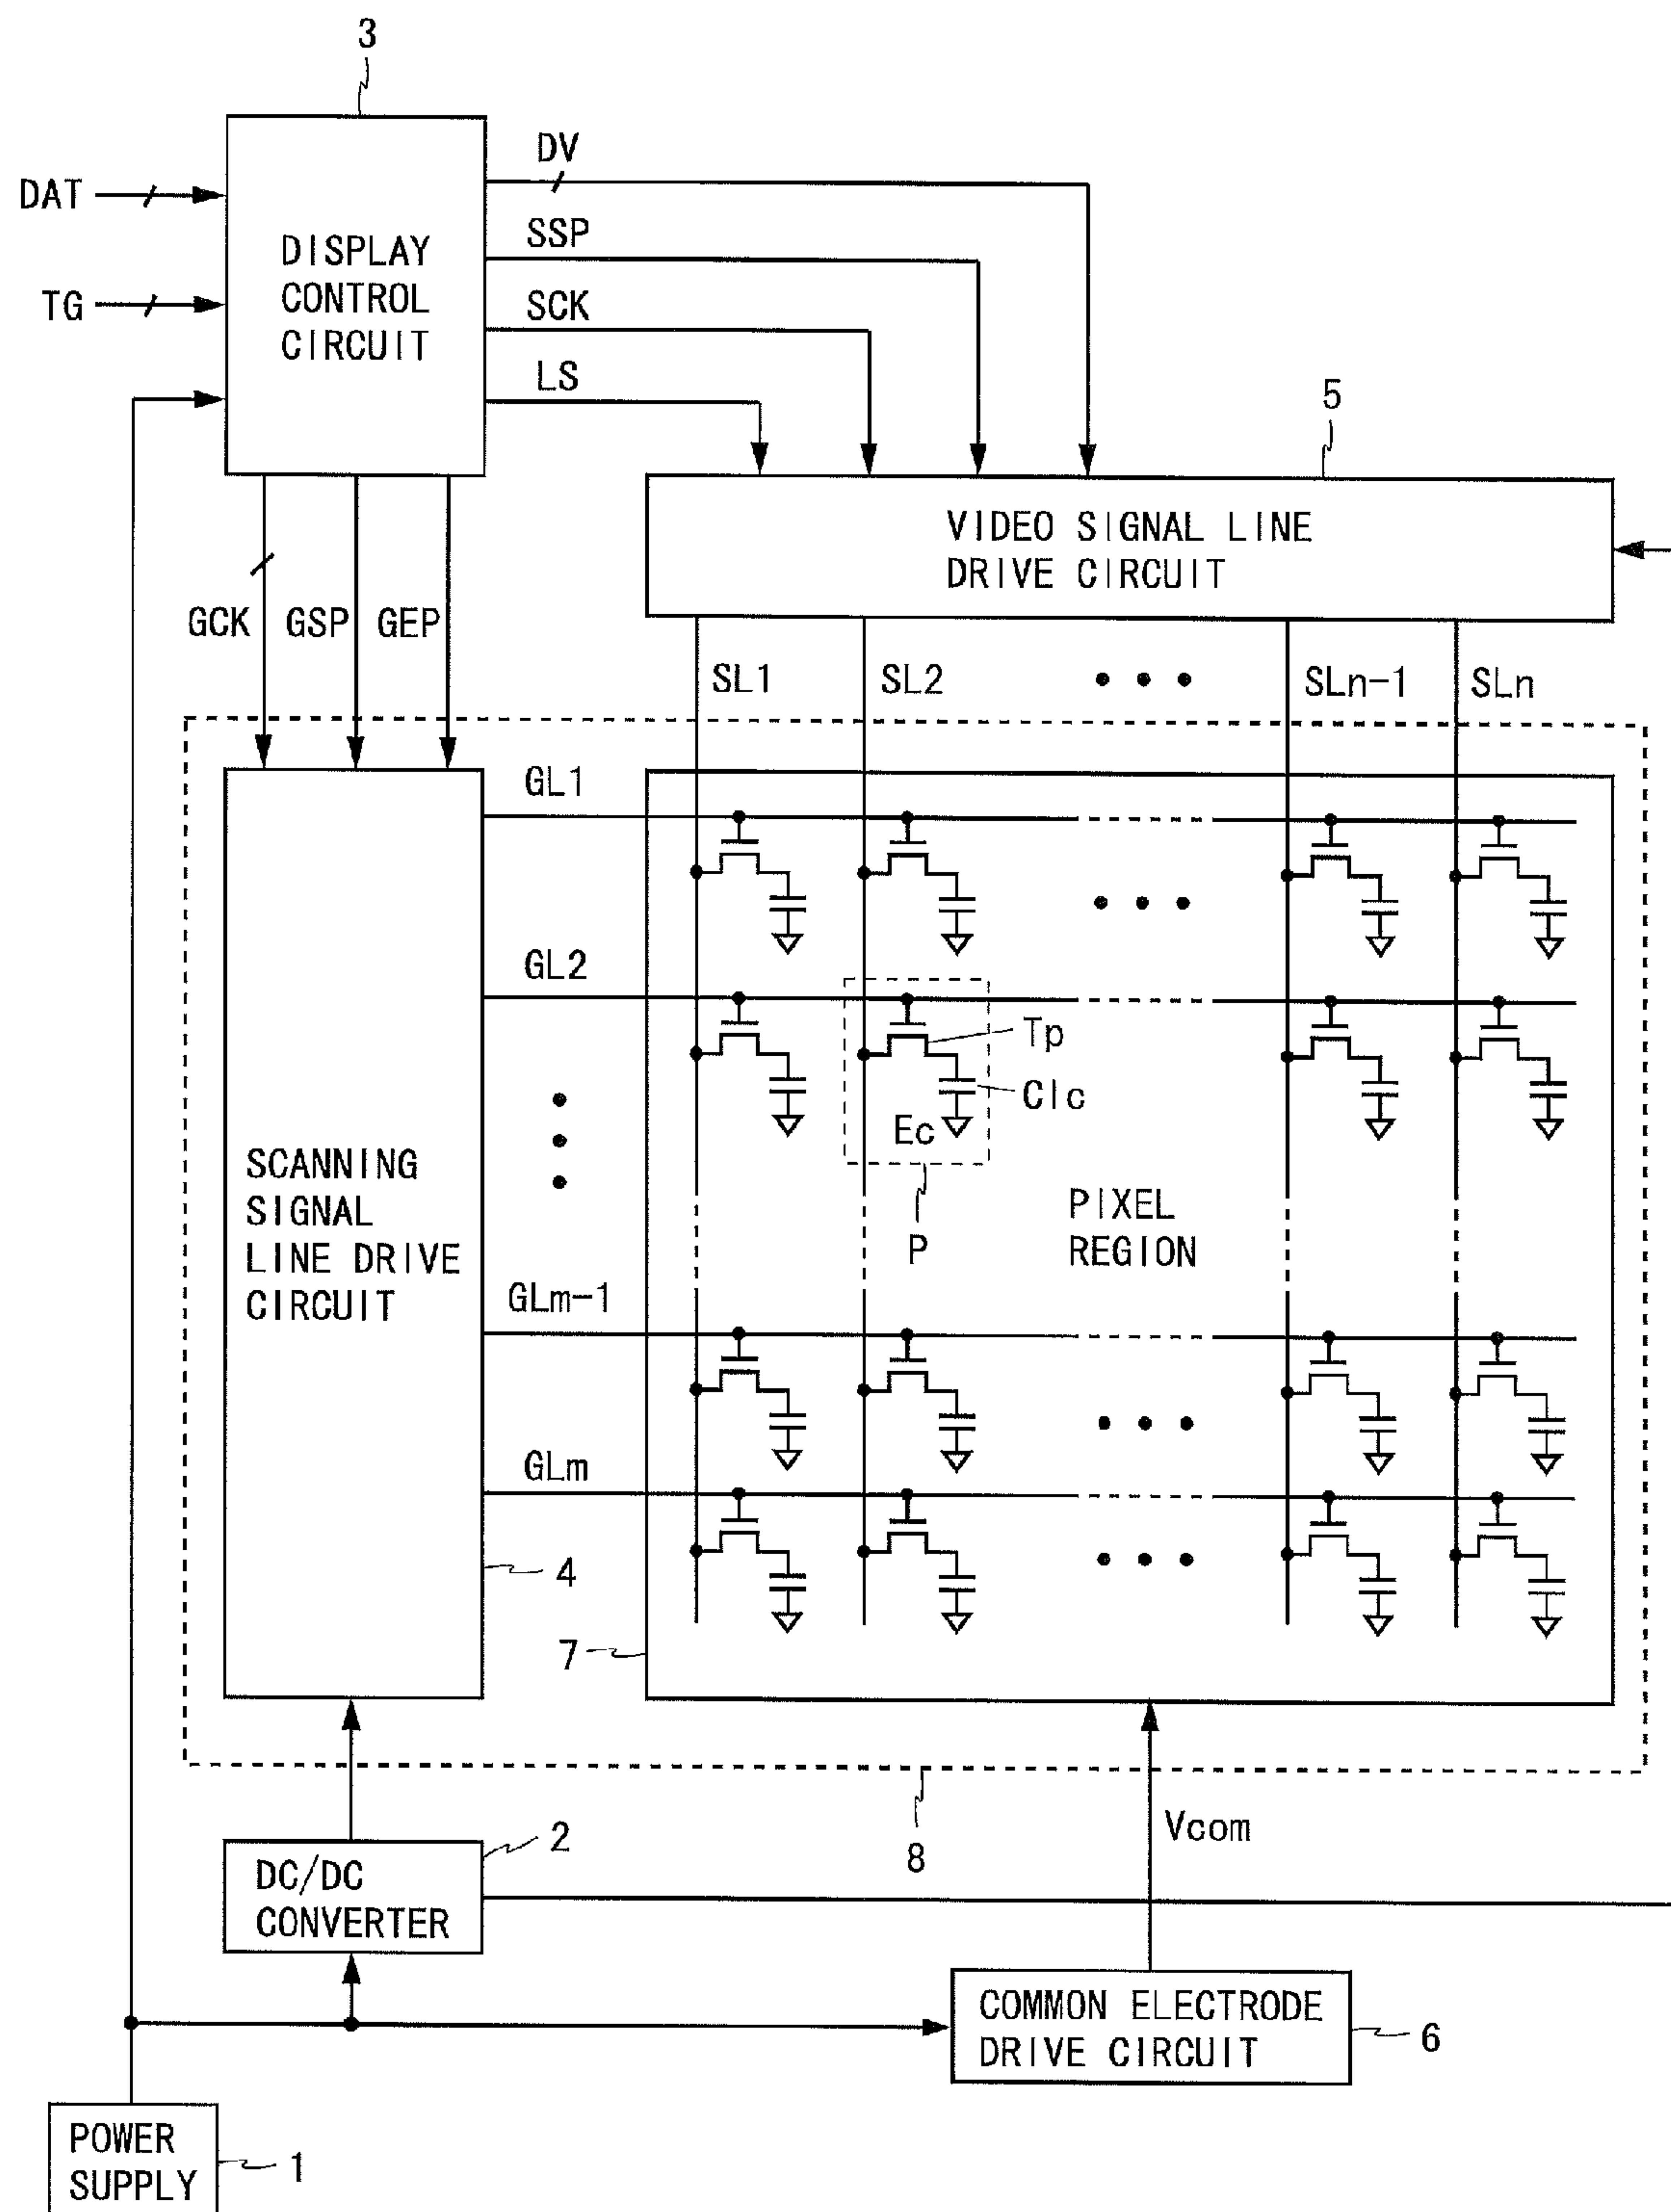 3
DAT
TG
DISPLAY
CONTROL
CIRCUIT
DV
SSP
SCK
LS
5
VIDEO SIGNAL LINE
DRIVE CIRCUIT
GCK
GSP
GEP
SL1
SL2
SLn-1
SLn
GL1
GL2
Tp
Clc
Ec
P
PIXEL
REGION
SCANNING
SIGNAL
LINE DRIVE
CIRCUIT
GLm-1
GLm
4
7
8
Vcom
2
DC/DC
CONVERTER
COMMON ELECTRODE
DRIVE CIRCUIT
6
POWER
SUPPLY
1